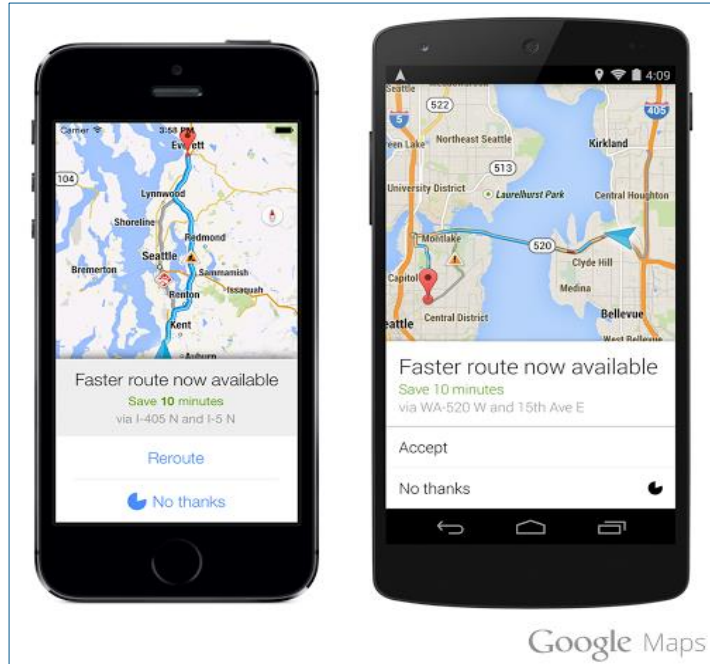 Carrier 3:58 PM
Everett
104
Lynnwood
Shoreline
Redmond
Seattle
Bremerton
Sammamish
Renton
Issaquah
Kent
Auburn
Faster route now available
Save 10 minutes
via I-405 N and I-5 N
Reroute
No thanks
4:09
Seattle
522
5
405
Northeast Seattle
Kirkland
Green Lake
513
University District
Laurelhurst Park
Central Houghton
Montlake
520
Clyde Hill
Capitol
Medina
Central District
Bellevue
Seattle
West Bellevue
Faster route now available
Save 10 minutes
via WA-520 W and 15th Ave E
Accept
No thanks
Google Maps